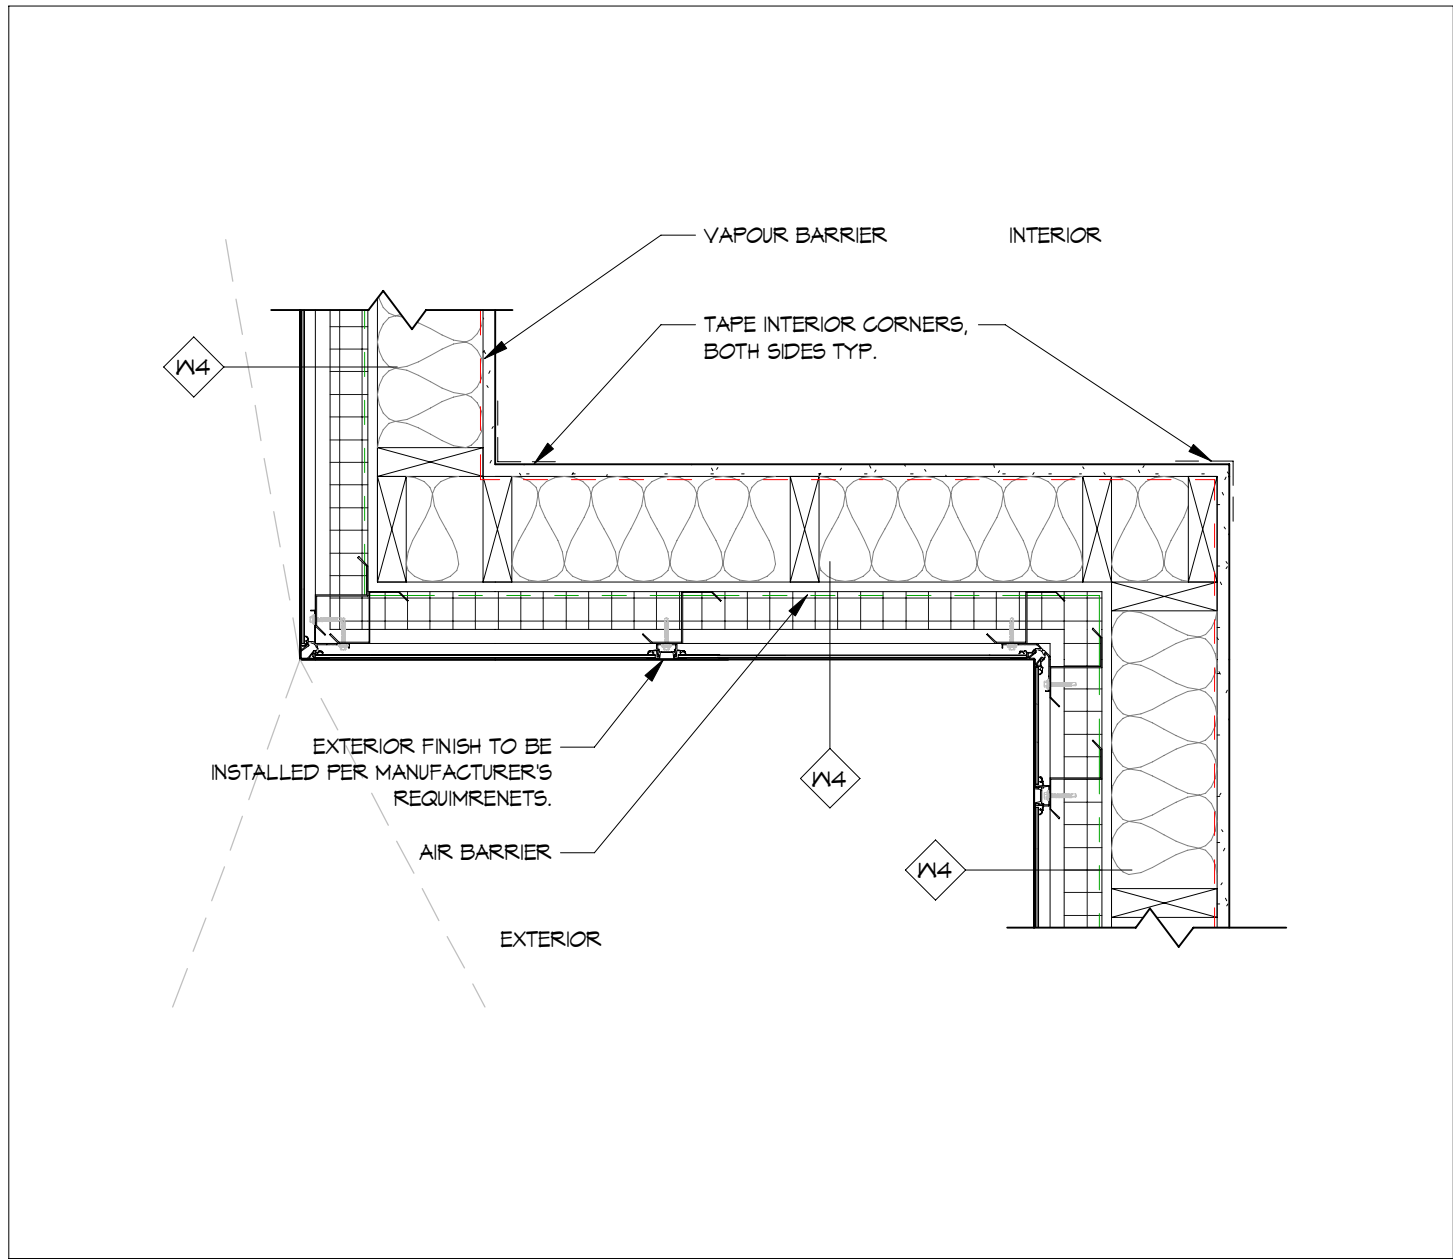 VAPOUR BARRIER
INTERIOR
TAPE INTERIOR CORNERS,
BOTH SIDES TYP.
W4
EXTERIOR FINISH TO BE
INSTALLED PER MANUFACTURER'S
REQUIMRENETS.
W4
AIR BARRIER
W4
EXTERIOR